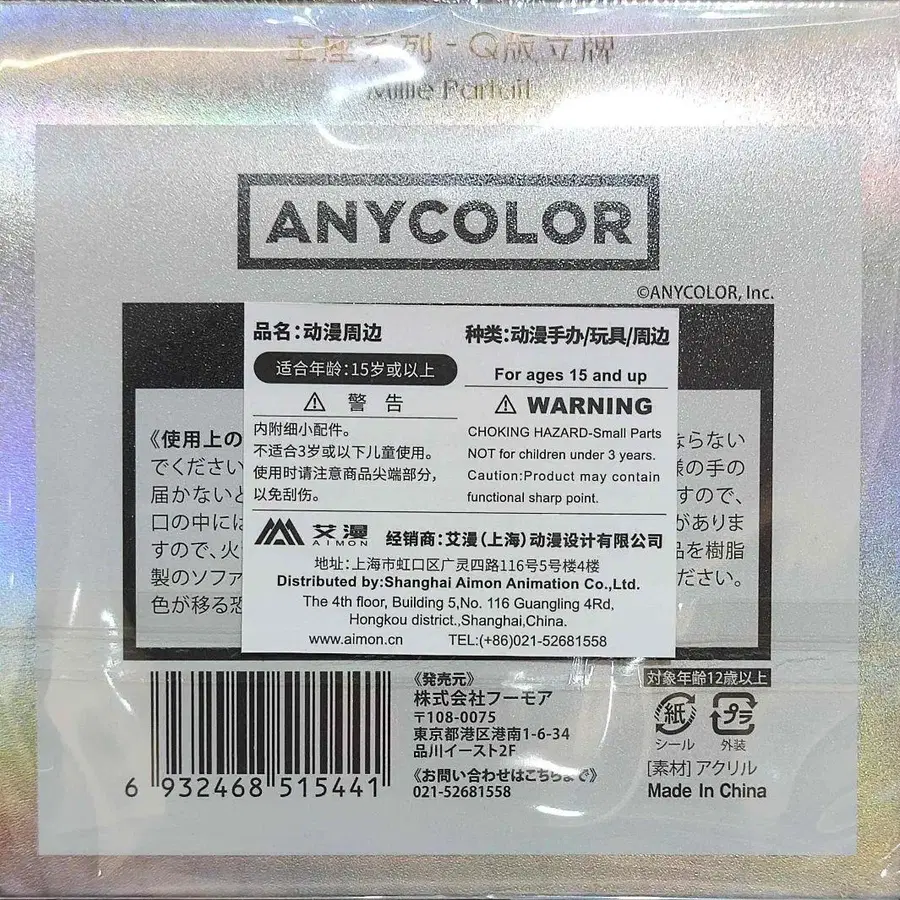 王座系列 - Q版立牌
Millie Parfait
ANYCOLOR
©ANYCOLOR, Inc.
品名:动漫周边
种类:动漫手办/玩具/周边
适合年龄:15岁或以上
For ages 15 and up
⚠ 警 告
内附细小配件。
不适合3岁或以下儿童使用。
使用时请注意商品尖端部分,
以免刮伤。
⚠ WARNING
CHOKING HAZARD-Small Parts
NOT for children under 3 years.
Caution:Product may contain
functional sharp point.
艾漫
AIMON
经销商:艾漫(上海)动漫设计有限公司
地址:上海市虹口区广灵四路116号5号楼4楼
Distributed by:Shanghai Aimon Animation Co.,Ltd.
The 4th floor, Building 5,No. 116 Guangling 4Rd,
Hongkou district.,Shanghai,China.
www.aimon.cn TEL:(+86)021-52681558
《使用上の
ならない
でください
様の手の
届かないと
すので、
口の中には
がありま
すので、火
品を樹脂
製のソファ
ださい。
色が移る恐
6 932468 515441
《発売元》
株式会社フーモア
〒108-0075
東京都港区港南1-6-34
品川イースト2F
《お問い合わせはこちらまで》
021-52681558
対象年齢12歳以上
紙 プラ
シール 外装
[素材] アクリル
Made In China